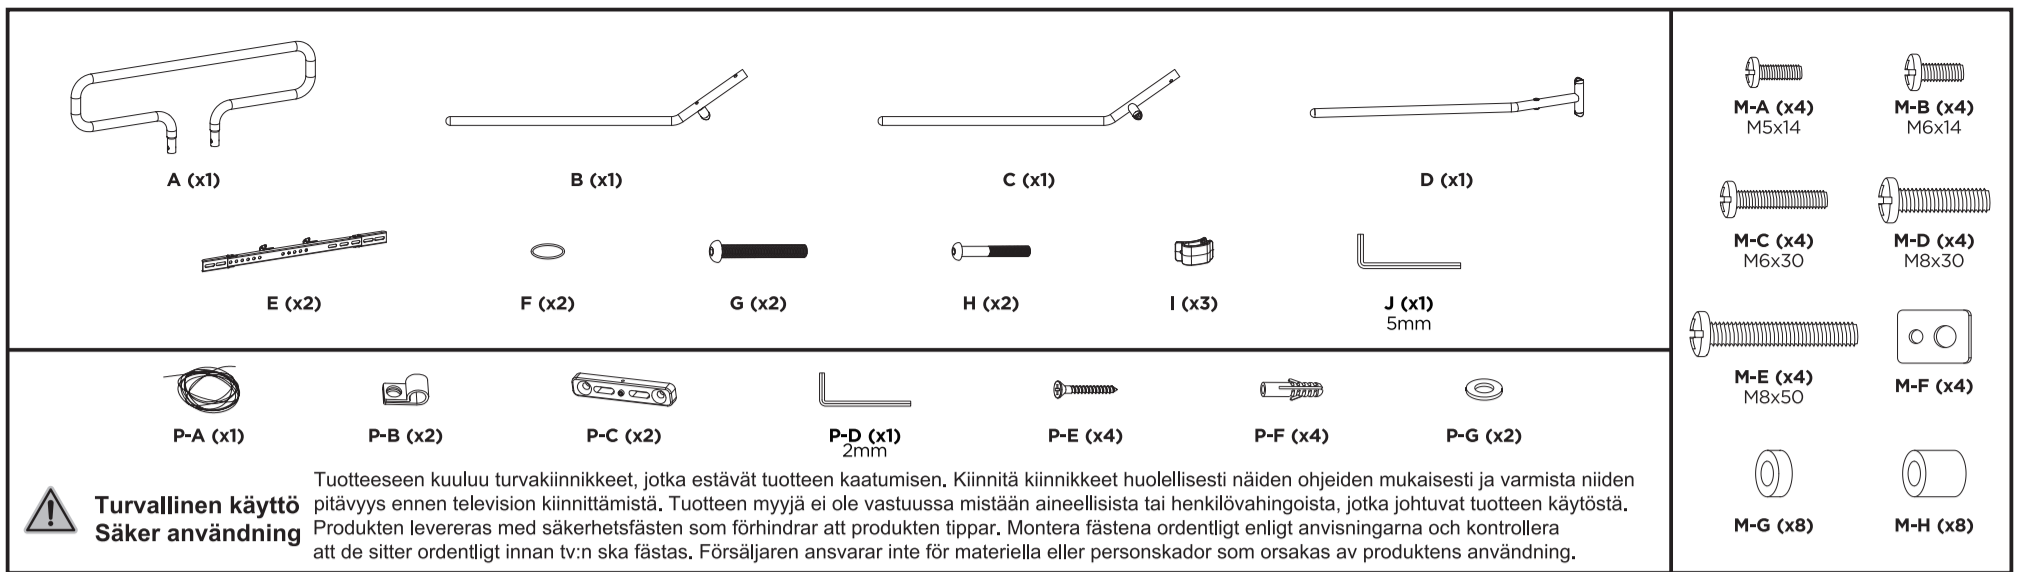 A (x1)
B (x1)
C (x1)
D (x1)
E (x2)
F (x2)
G (x2)
H (x2)
I (x3)
J (x1)
5mm
P-A (x1)
P-B (x2)
P-C (x2)
P-D (x1)
2mm
P-E (x4)
P-F (x4)
P-G (x2)
Turvallinen käyttö
Säker användning
Tuotteeseen kuuluu turvakiinnikkeet, jotka estävät tuotteen kaatumisen. Kiinnitä kiinnikkeet huolellisesti näiden ohjeiden mukaisesti ja varmista niiden
pitävyys ennen television kiinnittämistä. Tuotteen myyjä ei ole vastuussa mistään aineellisista tai henkilövahingoista, jotka johtuvat tuotteen käytöstä.
Produkten levereras med säkerhetsfästen som förhindrar att produkten tippar. Montera fästena ordentligt enligt anvisningarna och kontrollera
att de sitter ordentligt innan tv:n ska fästas. Försäljaren ansvarar inte för materiella eller personskador som orsakas av produktens användning.
M-A (x4)
M5x14
M-B (x4)
M6x14
M-C (x4)
M6x30
M-D (x4)
M8x30
M-E (x4)
M8x50
M-F (x4)
M-G (x8)
M-H (x8)